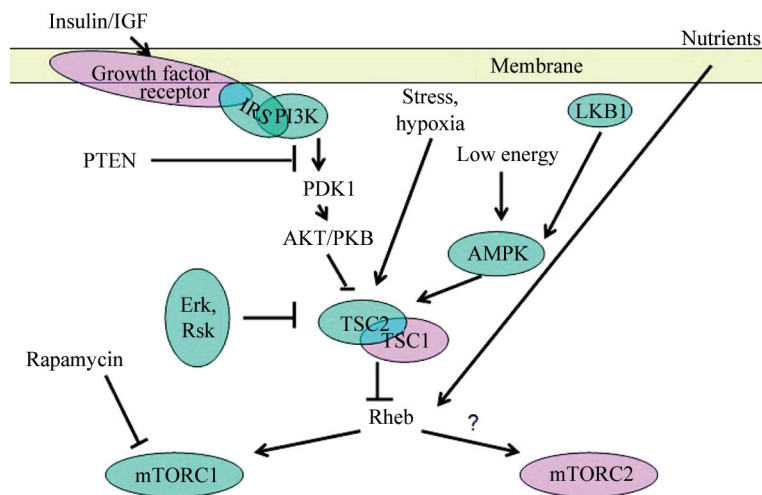 Insulin/IGF
Nutrients
Growth factor
receptor
Membrane
IRS
PI3K
Stress,
hypoxia
LKB1
PTEN
Low energy
PDK1
AKT/PKB
AMPK
Erk,
Rsk
TSC2
TSC1
Rapamycin
Rheb
?
mTORC1
mTORC2